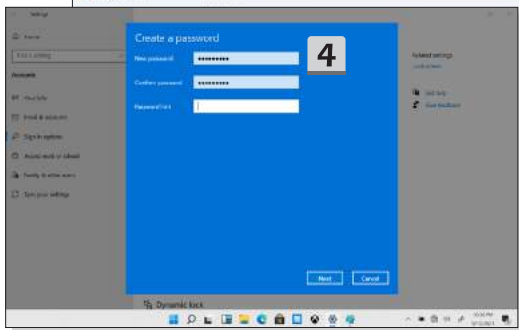 Settings
Home
Find a setting
Accounts
Your info
Email & accounts
Sign-in options
Access work or school
Family & other users
Sync your settings
Create a password
New password
Confirm password
Password hint
4
Next
Cancel
Related settings
Lock screen
Get help
Give feedback
Dynamic lock